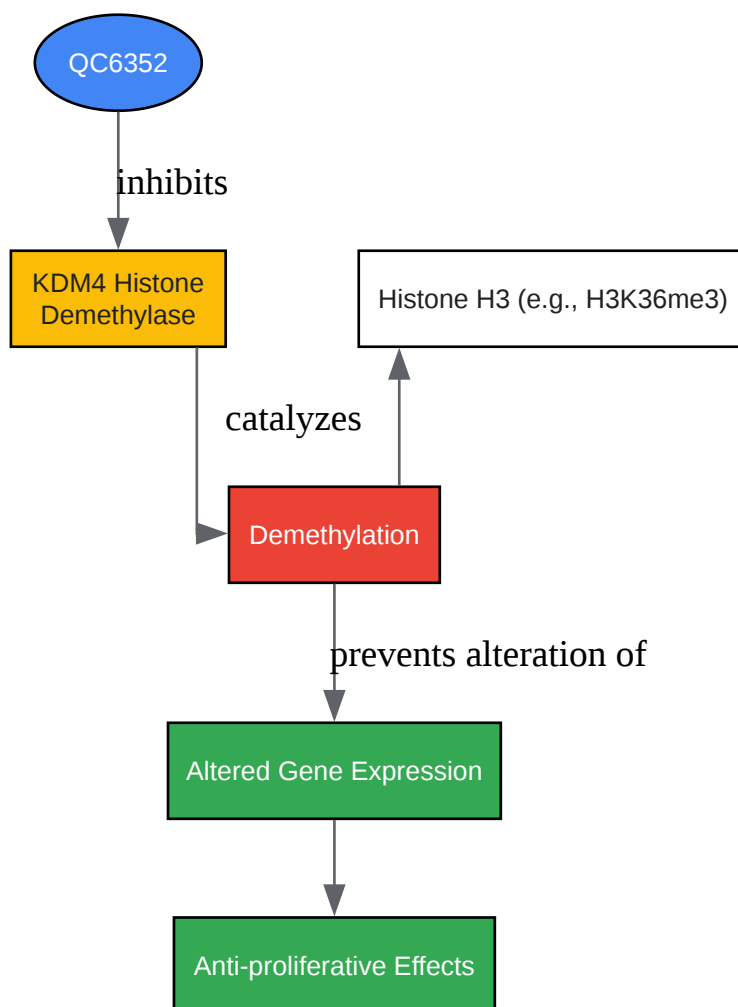 QC6352
inhibits
KDM4 Histone
Demethylase
Histone H3 (e.g., H3K36me3)
catalyzes
Demethylation
prevents alteration of
Altered Gene Expression
Anti-proliferative Effects